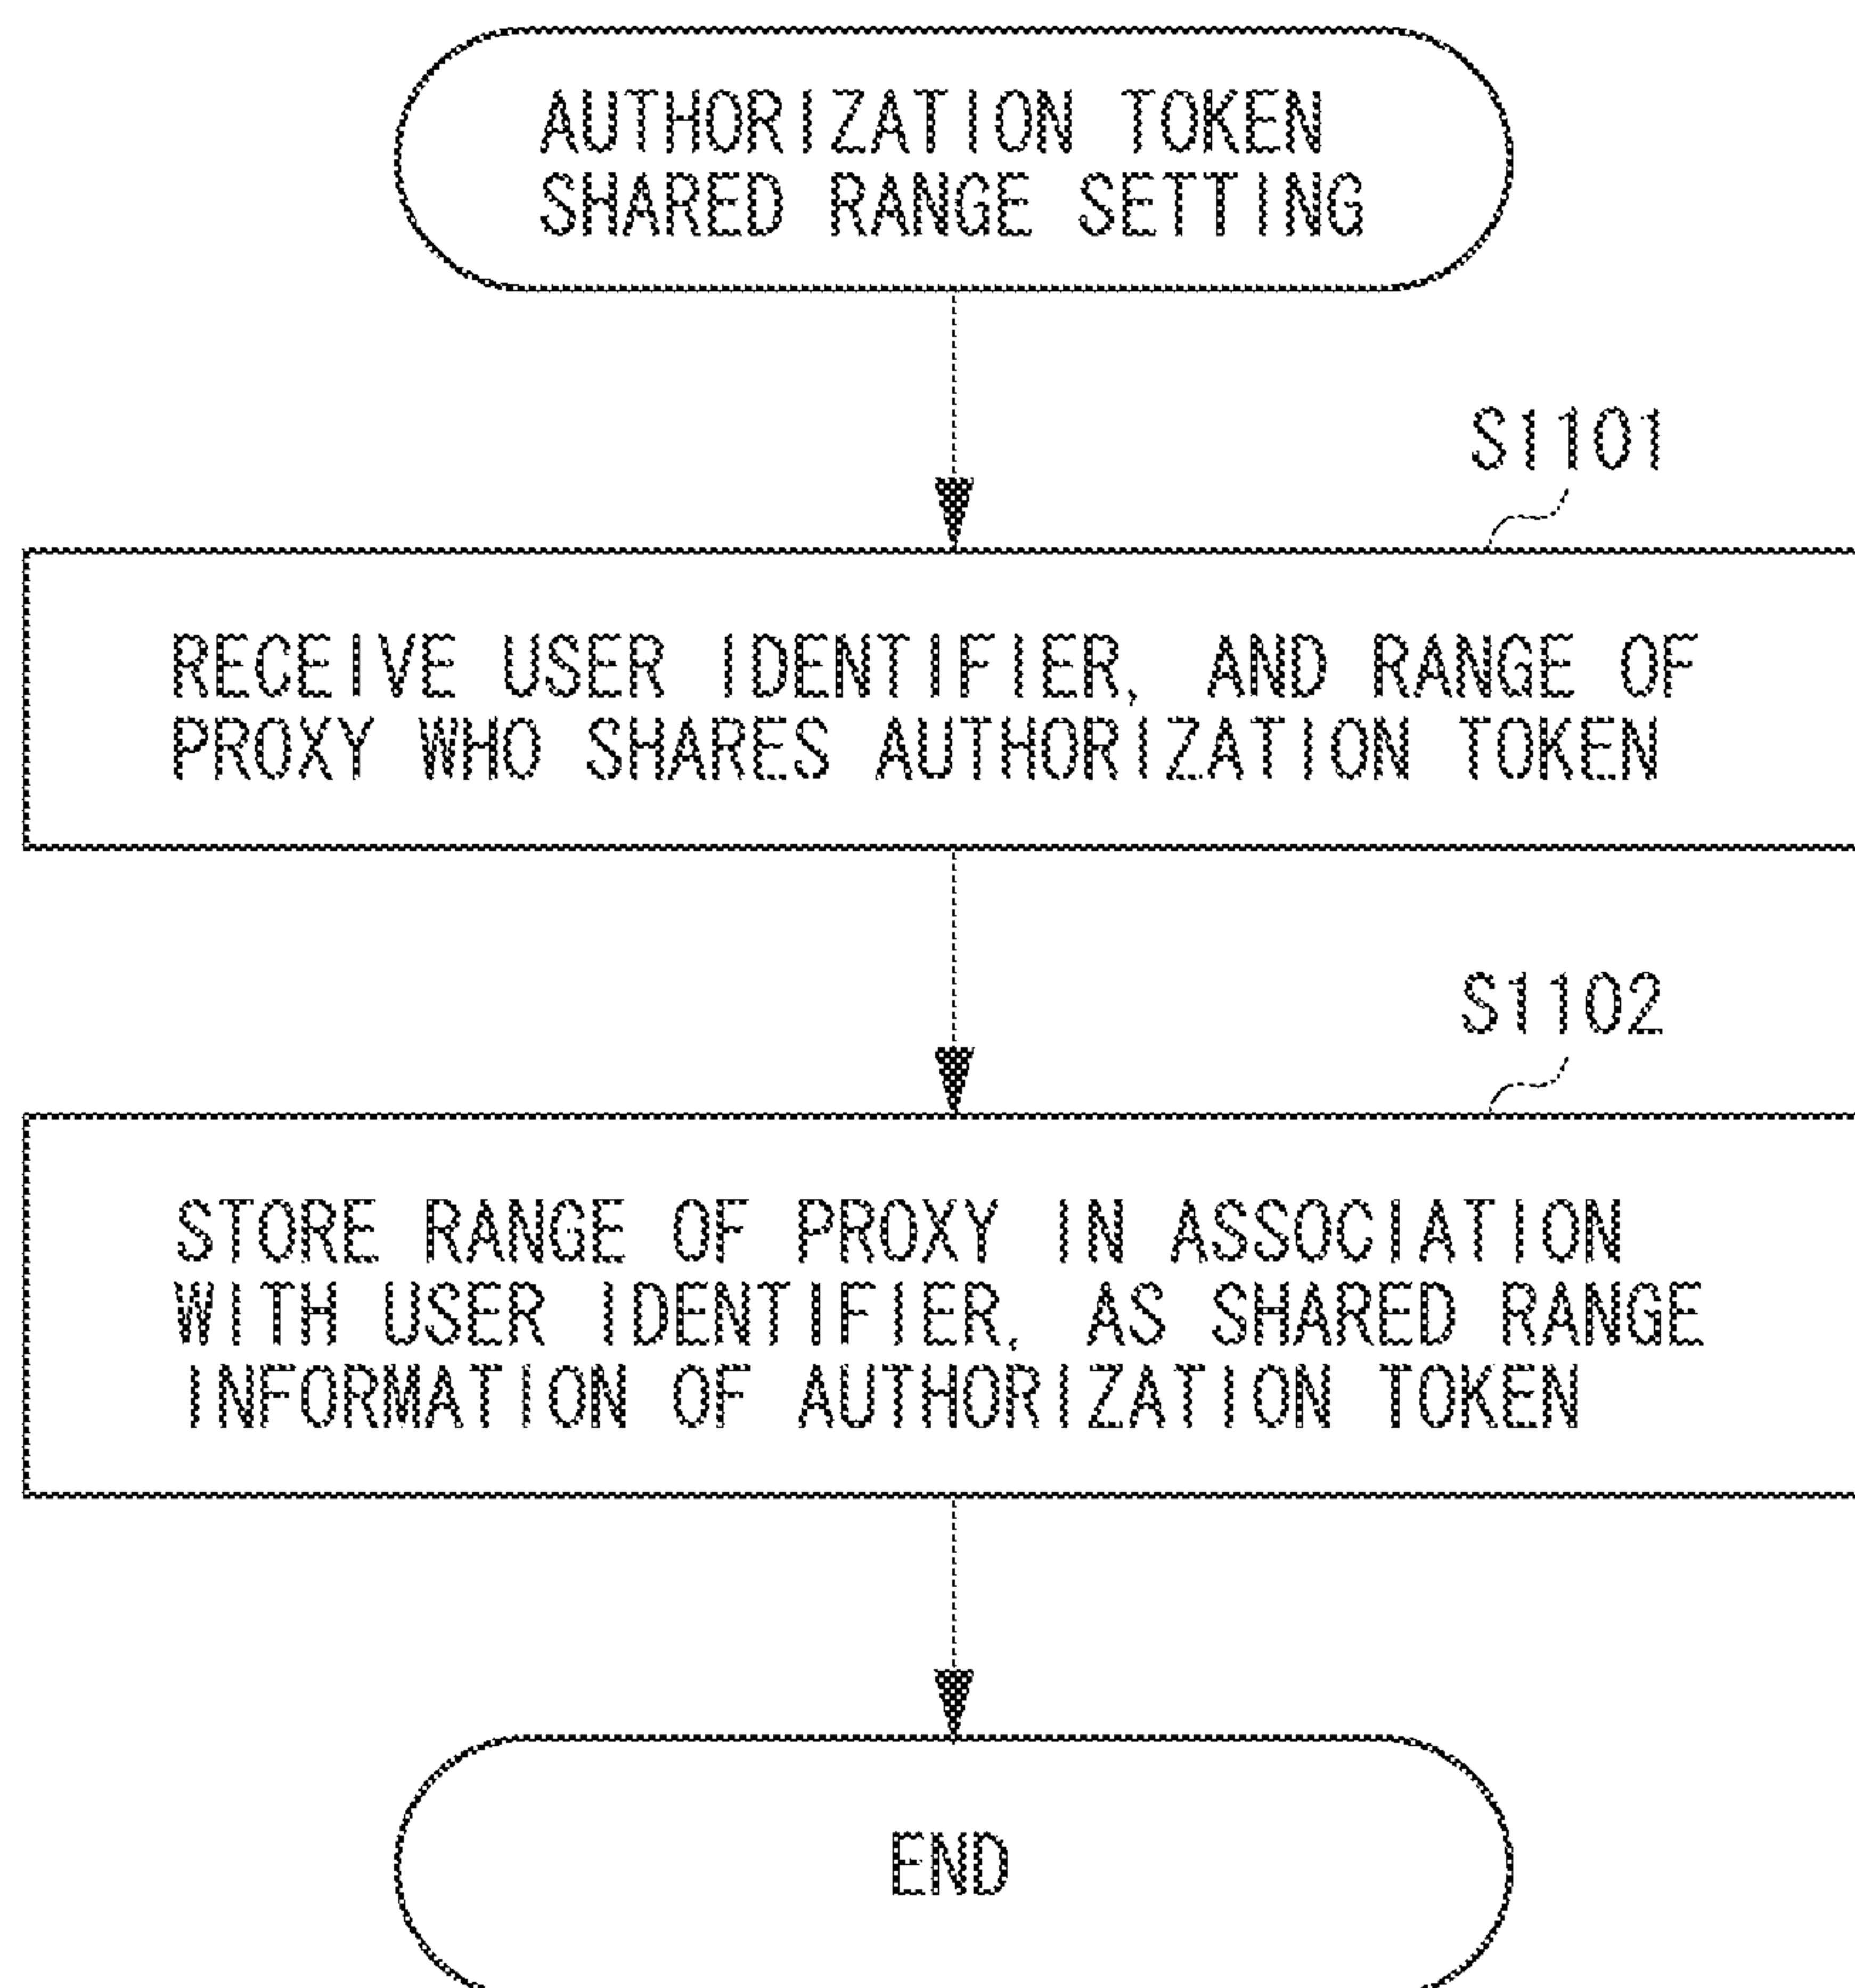 AUTHORIZATION TOKEN
SHARED RANGE SETTING
S1101
RECEIVE USER IDENTIFIER, AND RANGE OF
PROXY WHO SHARES AUTHORIZATION TOKEN
S1102
STORE RANGE OF PROXY IN ASSOCIATION
WITH USER IDENTIFIER, AS SHARED RANGE
INFORMATION OF AUTHORIZATION TOKEN
END